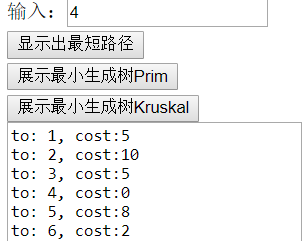 输入：4
显示出最短路径
展示最小生成树Prim
展示最小生成树Kruskal
to: 1, cost:5
to: 2, cost:10
to: 3, cost:5
to: 4, cost:0
to: 5, cost:8
to: 6, cost:2